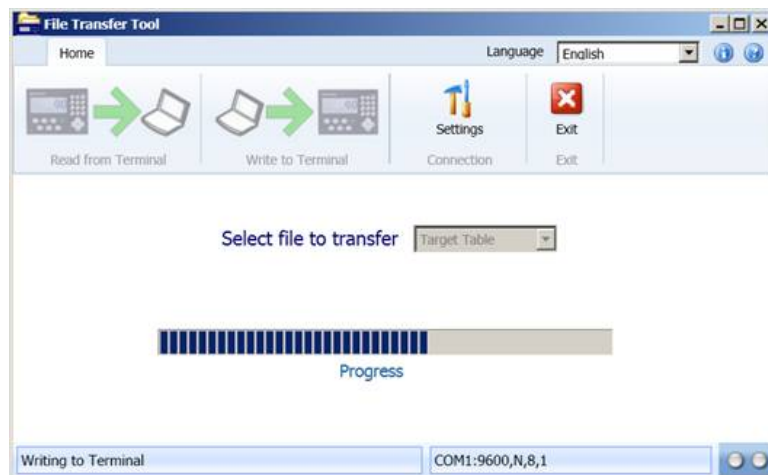 File Transfer Tool
Home
Language English
Read from Terminal
Write to Terminal
Settings
Connection
Exit
Exit
Select file to transfer Target Table
Progress
Writing to Terminal
COM1:9600,N,8,1